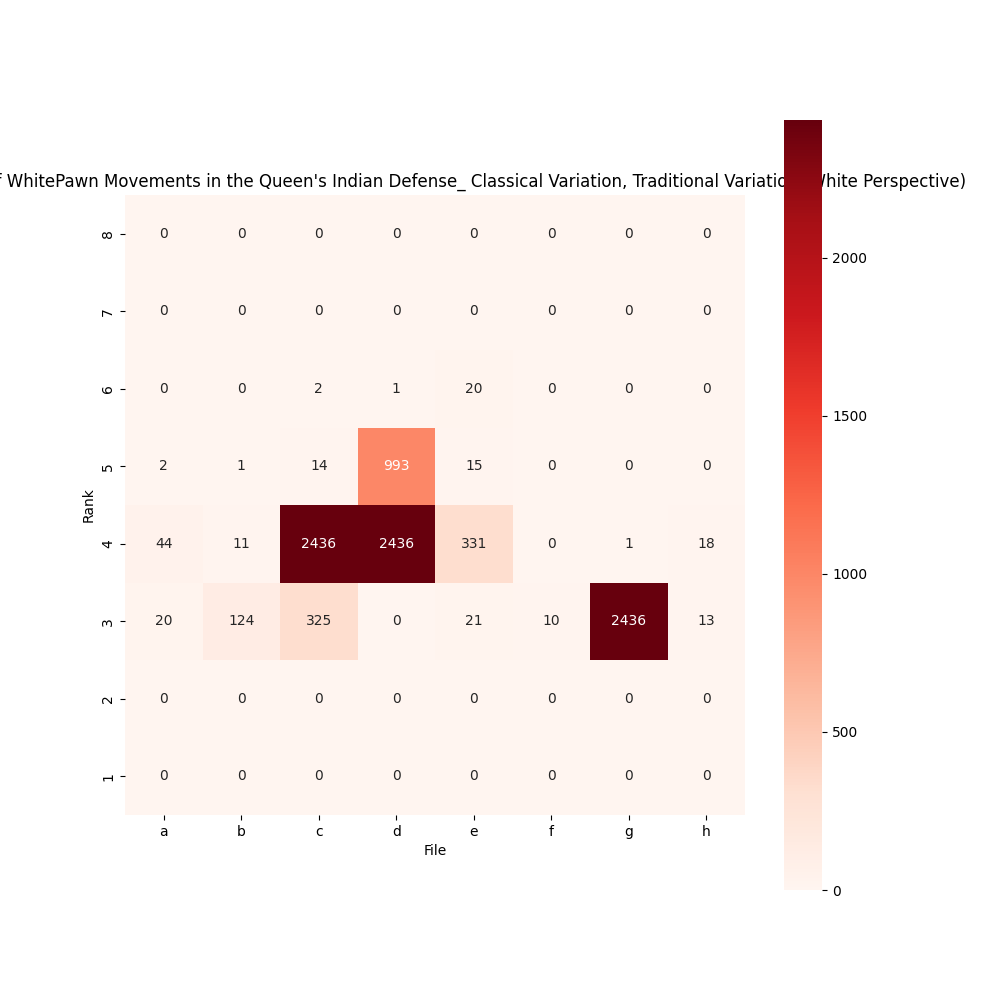 f WhitePawn Movements in the Queen's Indian Defense_ Classical Variation, Traditional Variatio hite Perspective)
8 0 0 0 0 0 0 0 0
7 0 0 0 0 0 0 0 0
6 0 0 2 1 20 0 0 0
5 2 1 14 993 15 0 0 0
4 44 11 2436 2436 331 0 1 18
3 20 124 325 0 21 10 2436 13
2 0 0 0 0 0 0 0 0
1 0 0 0 0 0 0 0 0
a b c d e f g h
File
Rank
2000
1500
1000
500
0